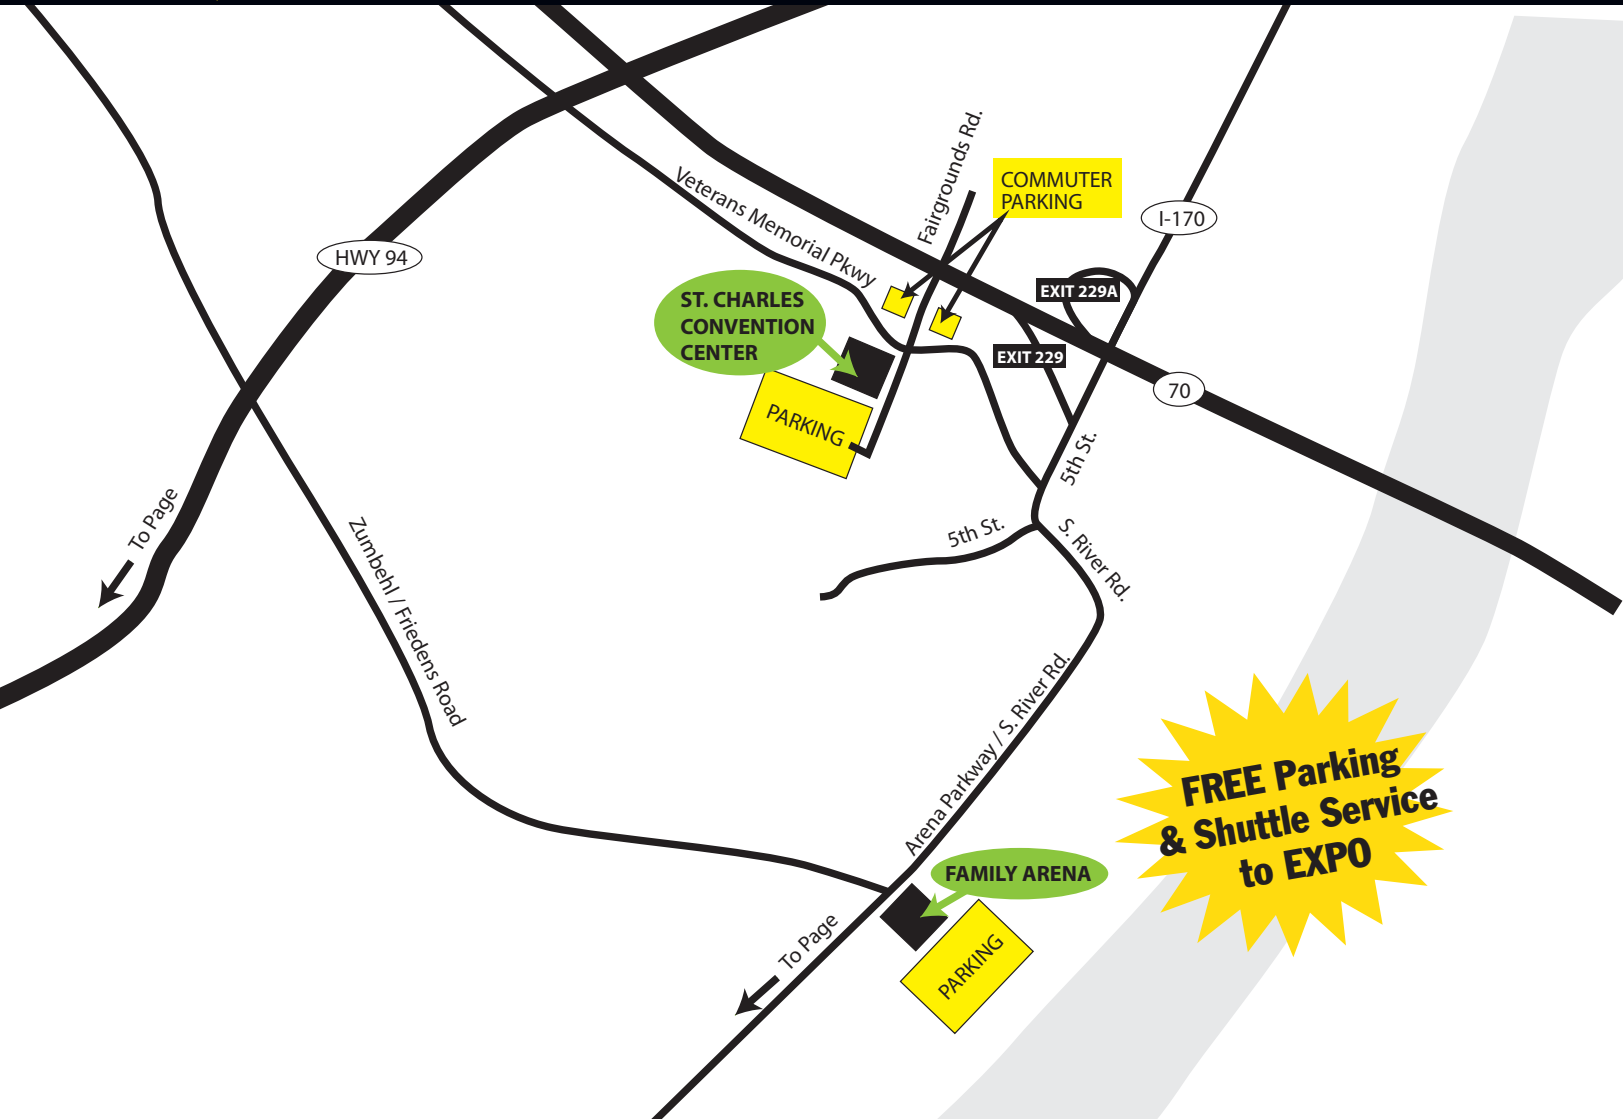 Fairgrounds Rd.
COMMUTER
PARKING
Veterans Memorial Pkwy
I-170
HWY 94
EXIT 229A
ST. CHARLES
CONVENTION
CENTER
EXIT 229
70
PARKING
5th St.
To Page
5th St.
S. River Rd.
Zumbehl / Friedens Road
Arena Parkway / S. River Rd.
FREE Parking
& Shuttle Service
to EXPO
FAMILY ARENA
To Page
PARKING